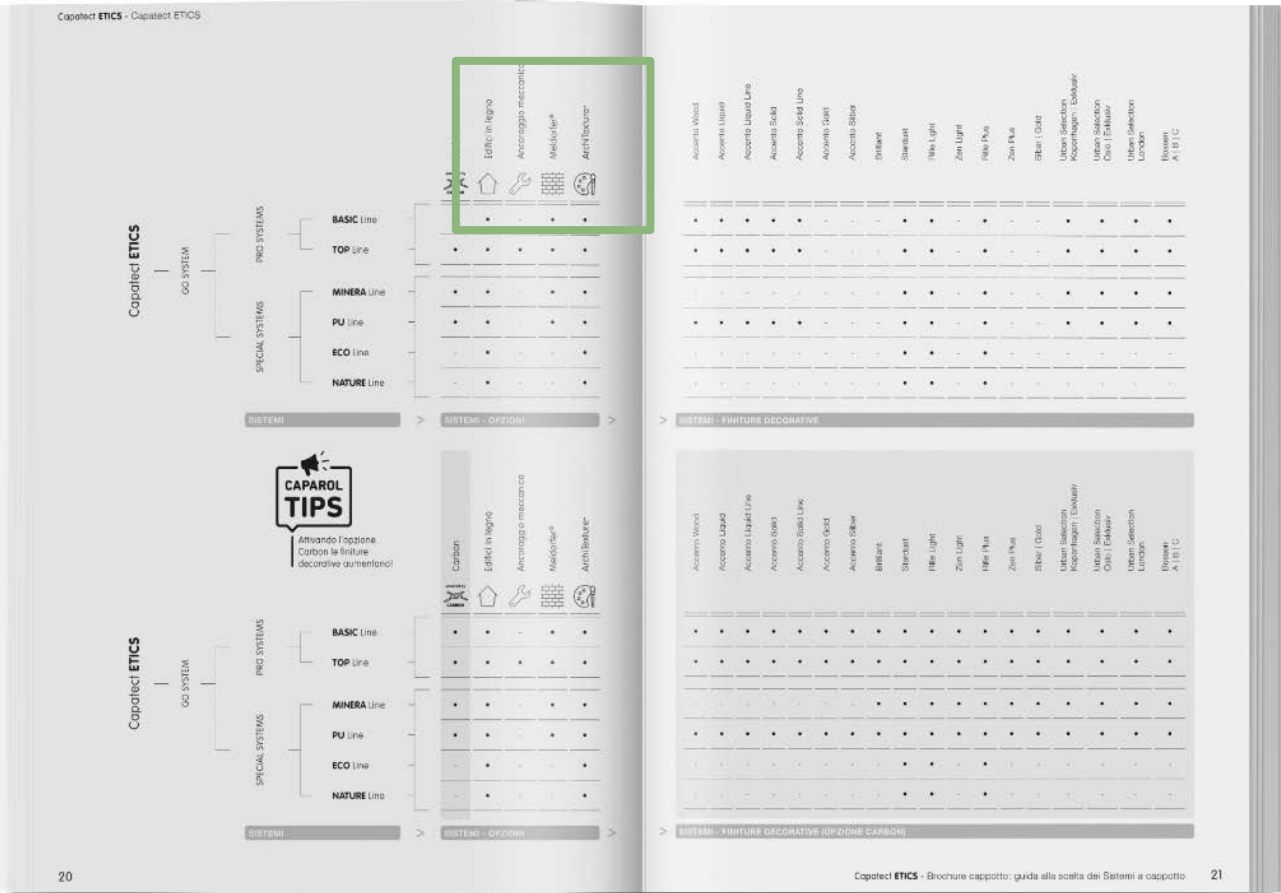 Capatect ETICS - Capatect ETICS
Edifici in legno
Ancoraggio meccanico
Meldorfer®
ArchiTexture®
Accento Wood
Accento Liquid
Accento Liquid Line
Accento Solid
Accento Solid Line
Accento Gold
Accento Silber
Brilliant
Stardust
Fille Light
Zen Light
Fille Plus
Zen Plus
Silber | Gold
Urban Selection
Kopenhagen | Exklusiv
Urban Selection
Oslo | Exklusiv
Urban Selection
London
Bossen
A | B | C
Capatect ETICS
GO SYSTEM
PRO SYSTEMS
BASIC Line
TOP Line
SPECIAL SYSTEMS
MINERA Line
PU Line
ECO Line
NATURE Line
SISTEMI > SISTEMI - OPZIONI >
> SISTEMI - FINITURE DECORATIVE
CAPAROL
TIPS
Attivando l'opzione
Carbon le finiture
decorative aumentano!
Carbon
Edifici in legno
Ancoraggio meccanico
Meldorfer®
ArchiTexture®
CARBON
Accento Wood
Accento Liquid
Accento Liquid Line
Accento Solid
Accento Solid Line
Accento Gold
Accento Silber
Brilliant
Stardust
Fille Light
Zen Light
Fille Plus
Zen Plus
Silber | Gold
Urban Selection
Kopenhagen | Exklusiv
Urban Selection
Oslo | Exklusiv
Urban Selection
London
Bossen
A | B | C
Capatect ETICS
GO SYSTEM
PRO SYSTEMS
BASIC Line
TOP Line
SPECIAL SYSTEMS
MINERA Line
PU Line
ECO Line
NATURE Line
SISTEMI > SISTEMI - OPZIONI >
> SISTEMI - FINITURE DECORATIVE (OPZIONE CARBON)
20
Capatect ETICS - Brochure cappotto: guida alla scelta dei Sistemi a cappotto 21